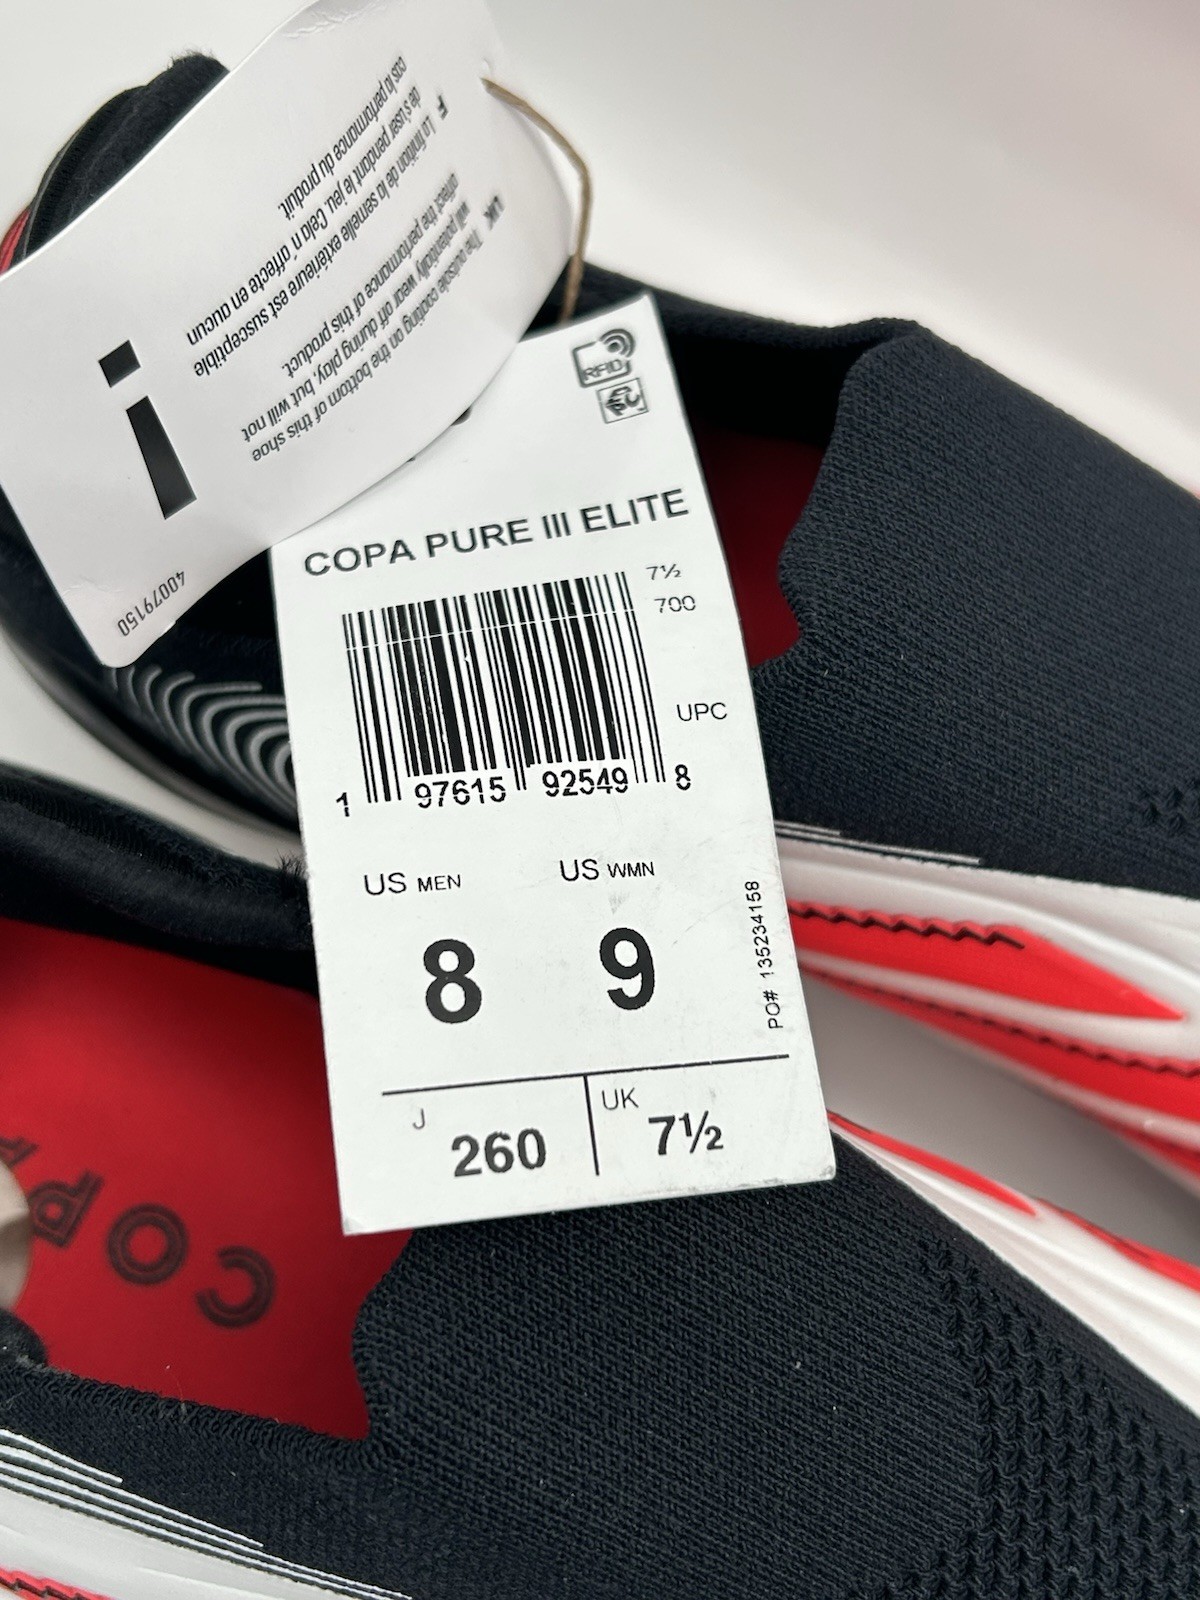 UK The outsole coating on the bottom of this shoe
will potentially wear off during play, but will not
affect the performance of this product.
F La finition de la semelle extérieure est susceptible
de s'user pendant le jeu. Cela n'affecte en aucun
cas la performance du produit.
i
40079150
RFID
COPA PURE III ELITE
7½
700
UPC
1 97615 92549 8
US MEN US WMN
8 9
PO# 135234158
J 260 UK 7½
COPA